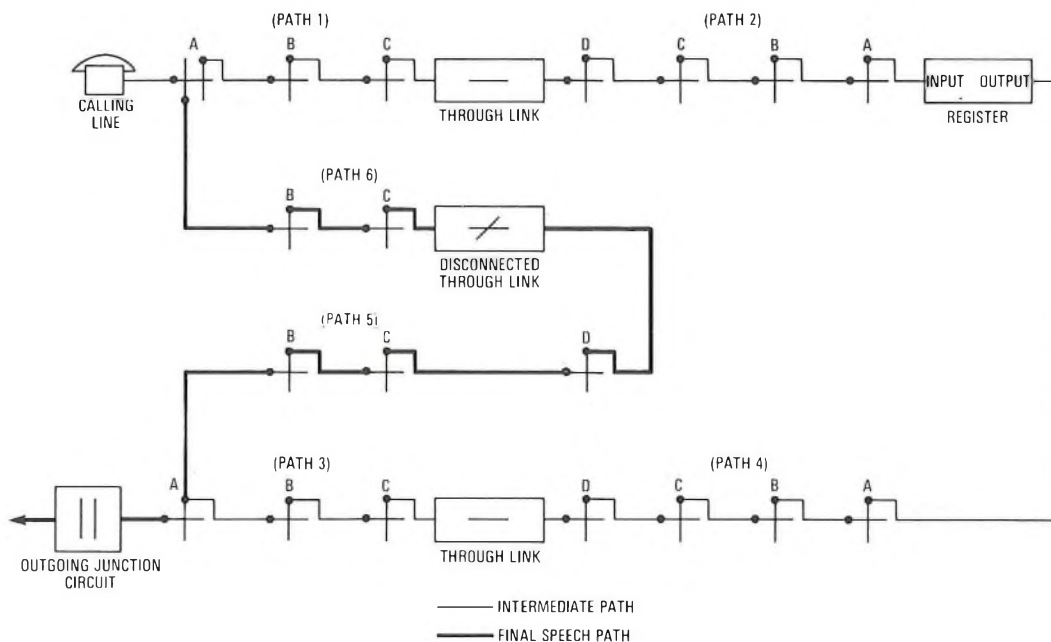 (PATH 1) (PATH 2)
A B C D C B A
CALLING
LINE
THROUGH LINK
INPUT OUTPUT
REGISTER
(PATH 6)
B C
DISCONNECTED
THROUGH LINK
(PATH 5)
B C D
(PATH 3) (PATH 4)
A B C D C B A
OUTGOING JUNCTION
CIRCUIT
THROUGH LINK
INTERMEDIATE PATH
FINAL SPEECH PATH